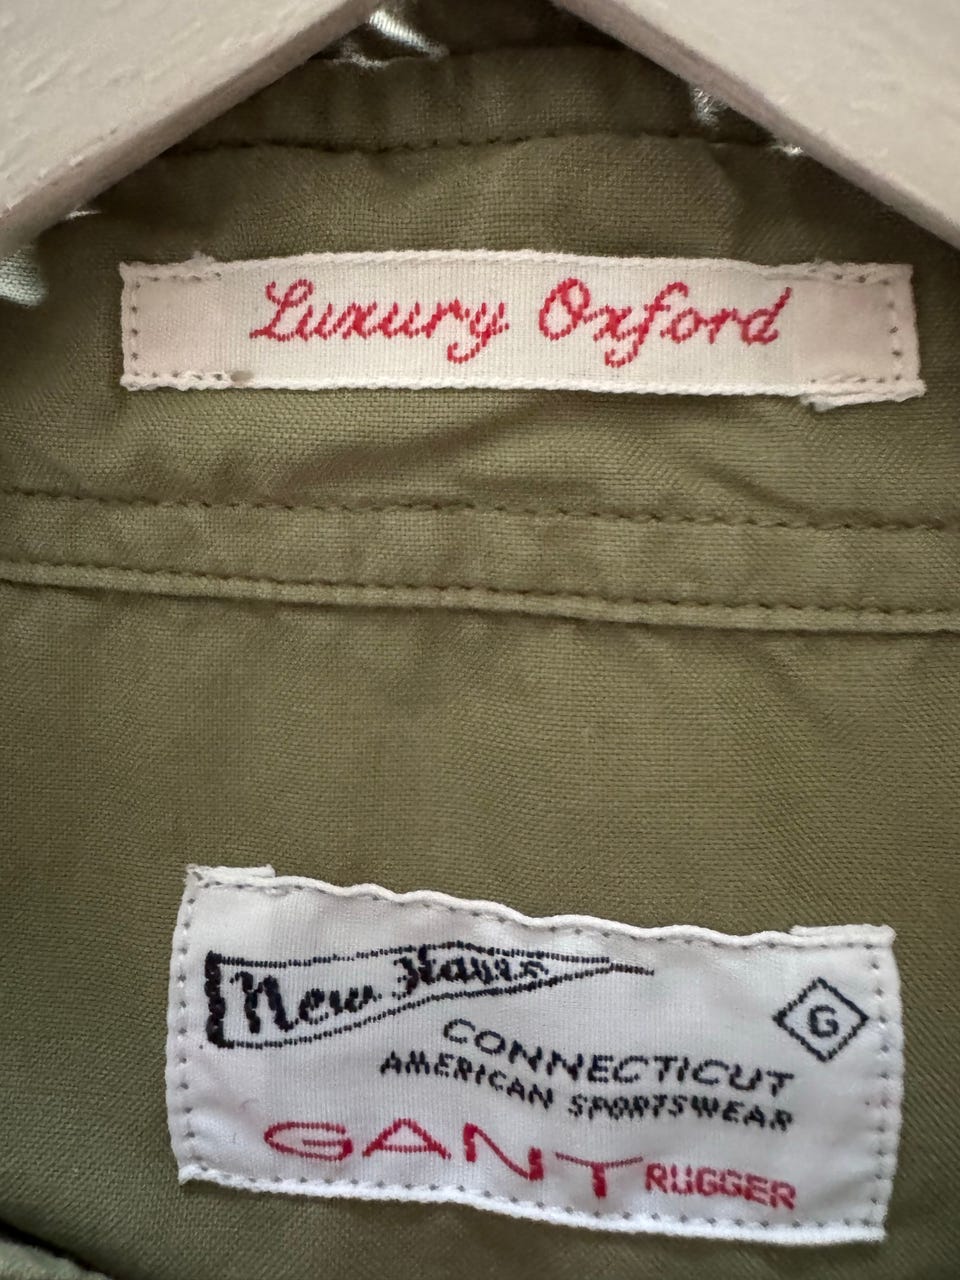 Luxury Oxford
New Haven
G
CONNECTICUT
AMERICAN SPORTSWEAR
GANT RUGGER